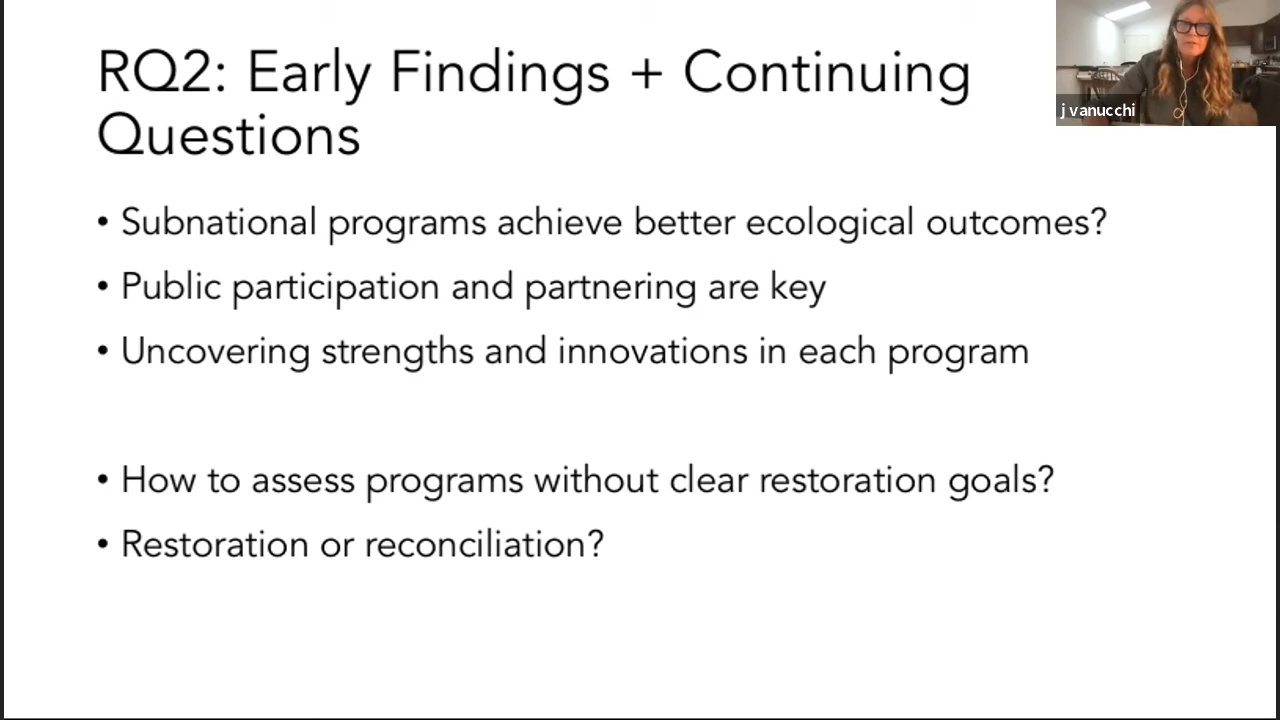 RQ2: Early Findings + Continuing
Questions
j vanucchi
• Subnational programs achieve better ecological outcomes?
• Public participation and partnering are key
• Uncovering strengths and innovations in each program
• How to assess programs without clear restoration goals?
• Restoration or reconciliation?